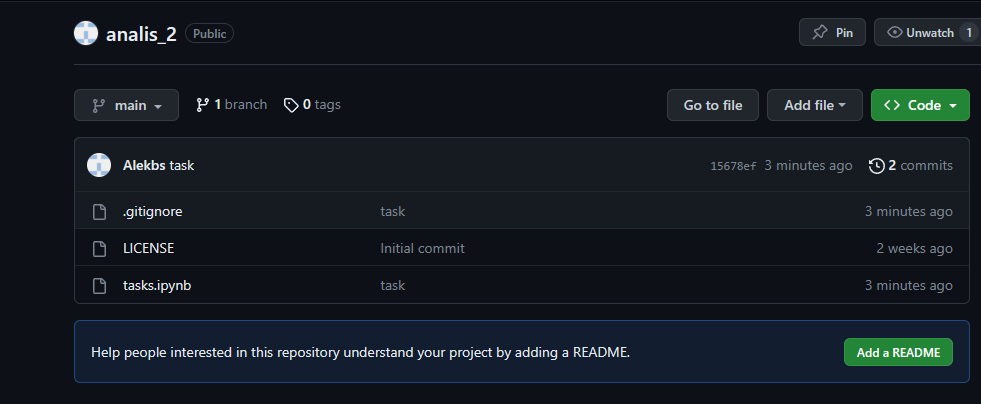 analis_2 Public Pin Unwatch 1
main 1 branch 0 tags Go to file Add file Code
Alekbs task 15678ef 3 minutes ago 2 commits
.gitignore task 3 minutes ago
LICENSE Initial commit 2 weeks ago
tasks.ipynb task 3 minutes ago
Help people interested in this repository understand your project by adding a README. Add a README